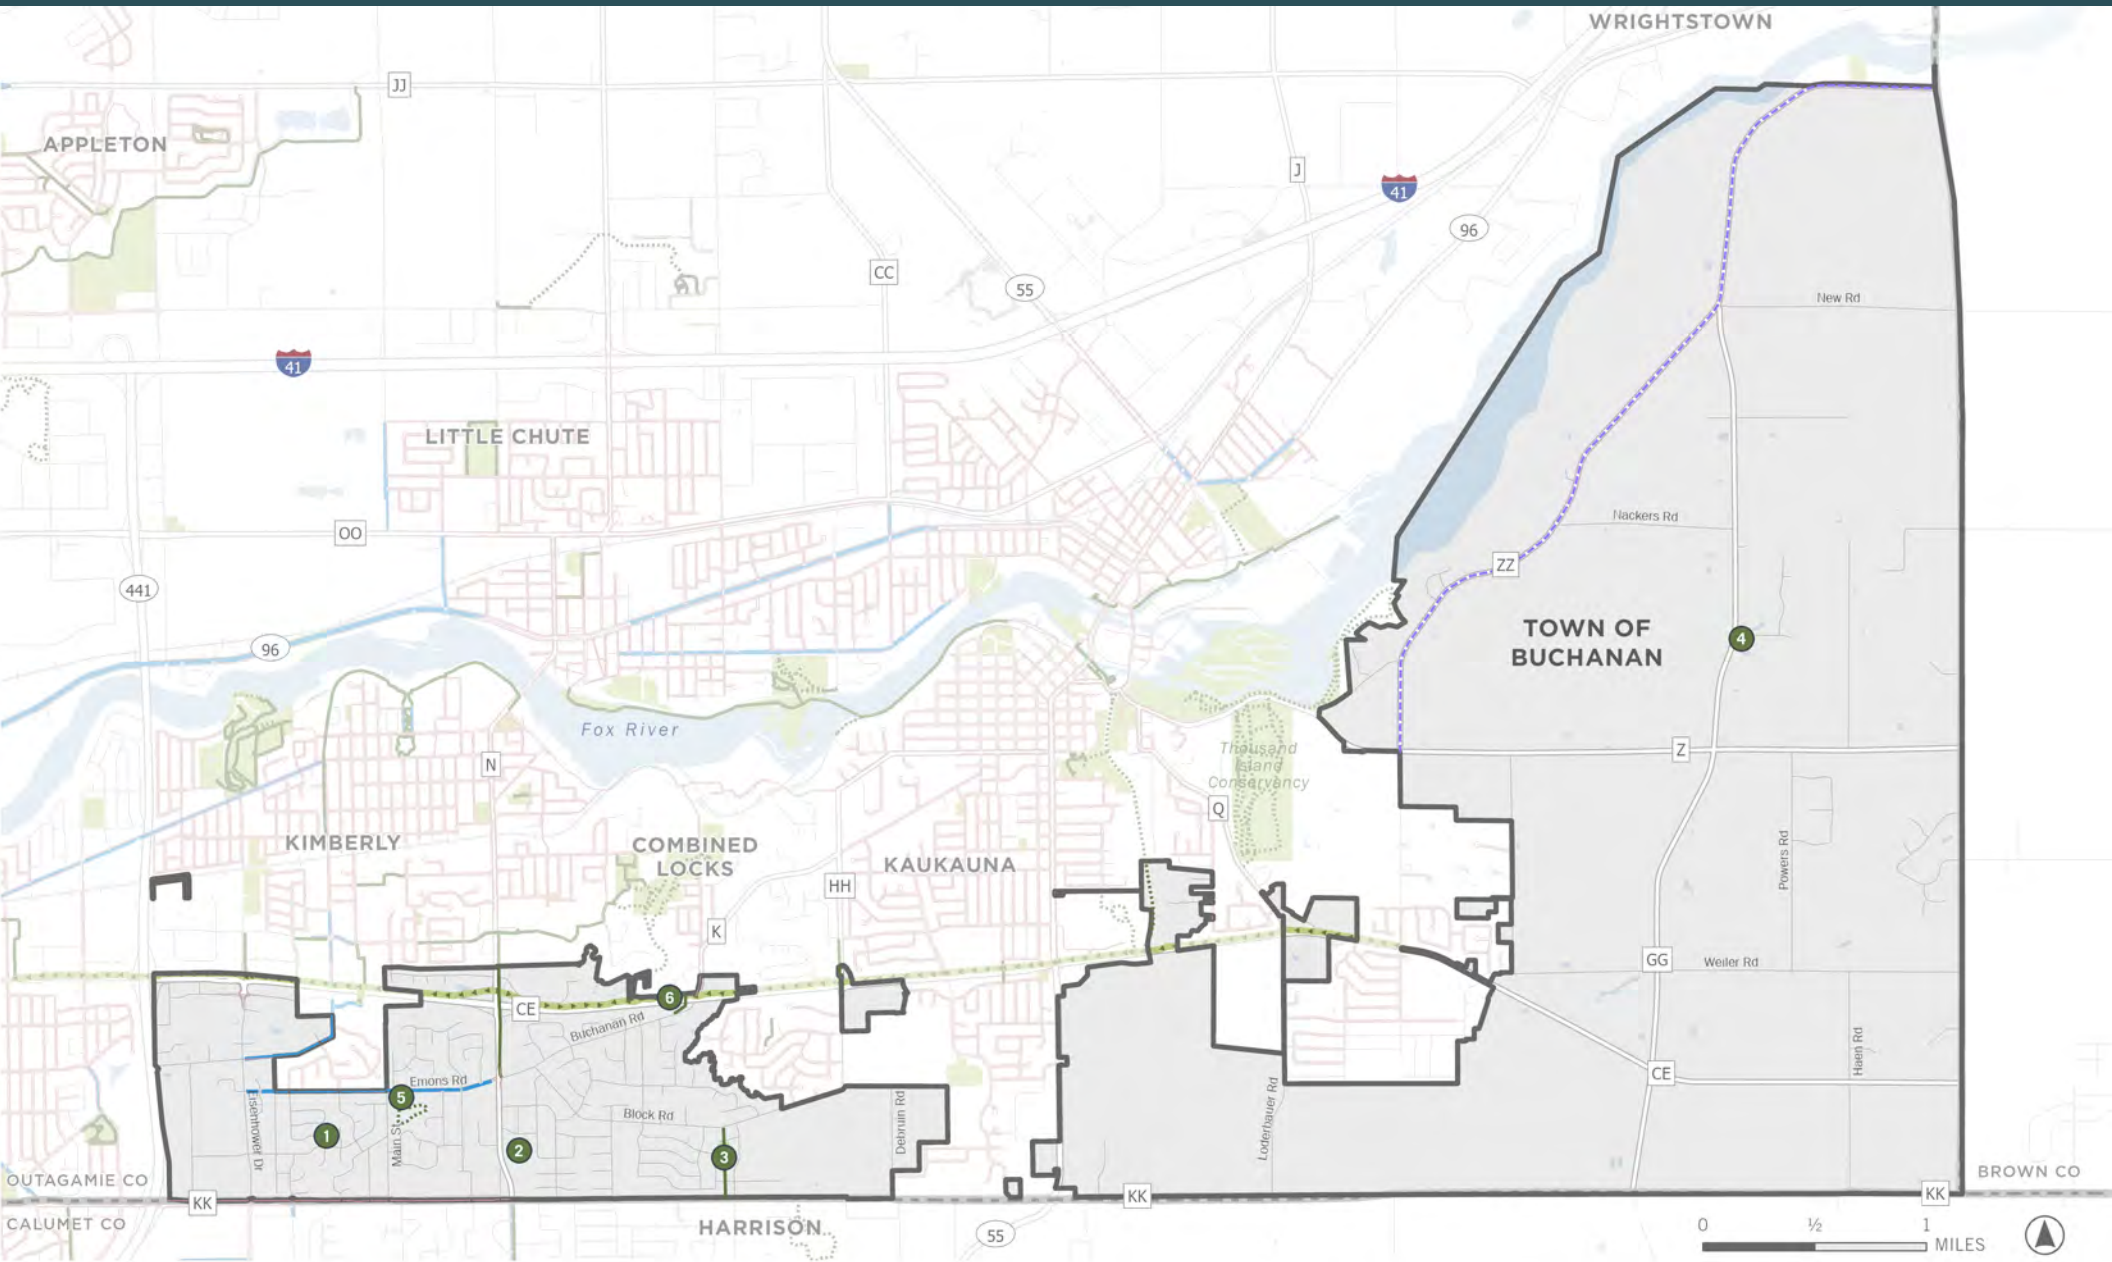 WRIGHTSTOWN
JJ
APPLETON
J
41
96
CC
55
New Rd
41
LITTLE CHUTE
Nackers Rd
OO
ZZ
441
TOWN OF
BUCHANAN
4
96
Fox River
Z
Thousand
Island
Conservancy
N
Q
KIMBERLY
COMBINED
LOCKS
KAUKAUNA
HH
Powers Rd
K
GG
Weiler Rd
6
CE
Buchanan Rd
Haen Rd
CE
Emons Rd
5
Eisenhower Dr
Main St
Block Rd
Debruin Rd
Loderbauer Rd
1
2
3
OUTAGAMIE CO
BROWN CO
KK
KK
KK
CALUMET CO
HARRISON
55
0 ½ 1
MILES